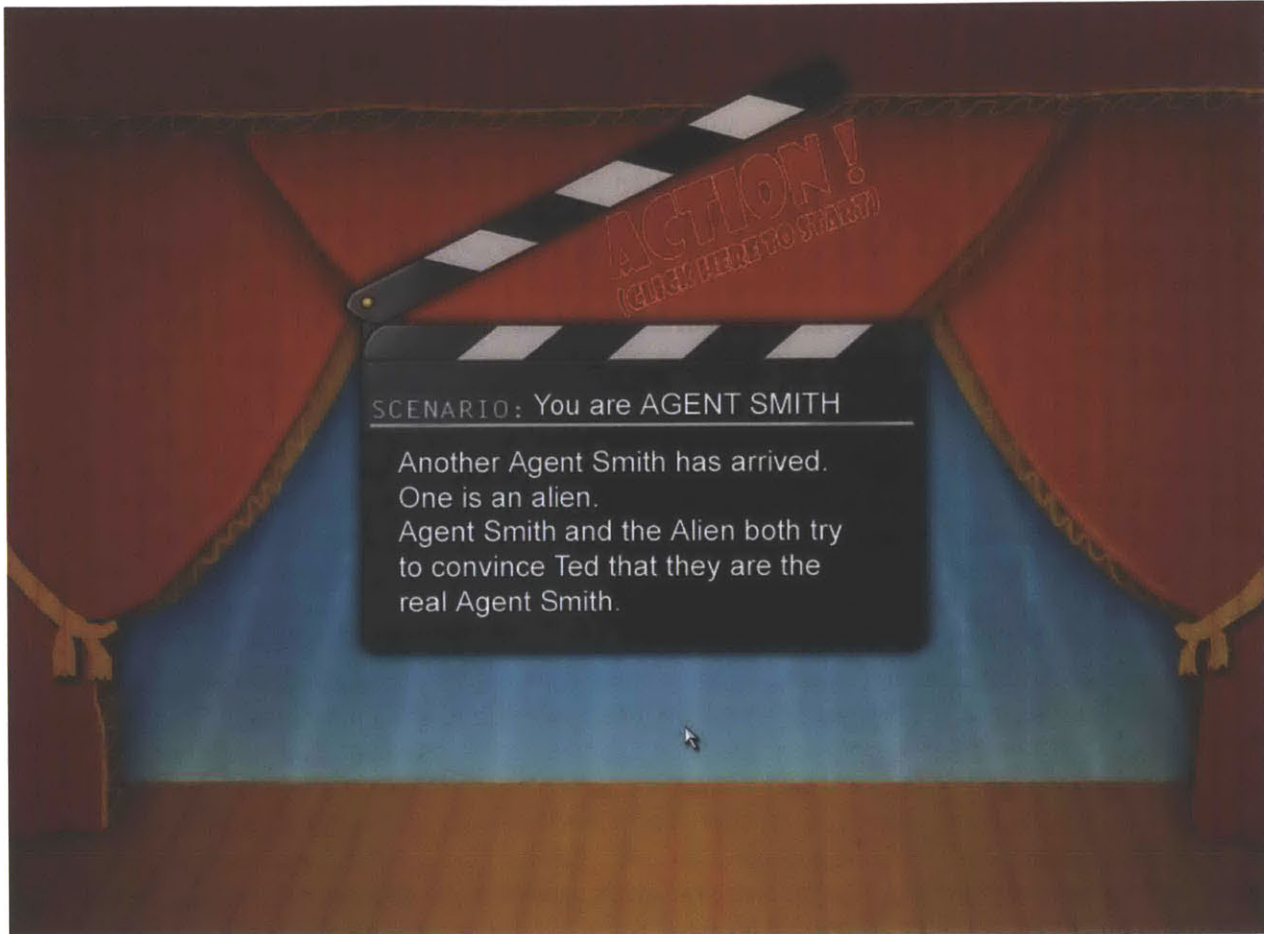 ACTION!
(CLICK HERE TO START)
SCENARIO: You are AGENT SMITH
Another Agent Smith has arrived.
One is an alien.
Agent Smith and the Alien both try
to convince Ted that they are the
real Agent Smith.